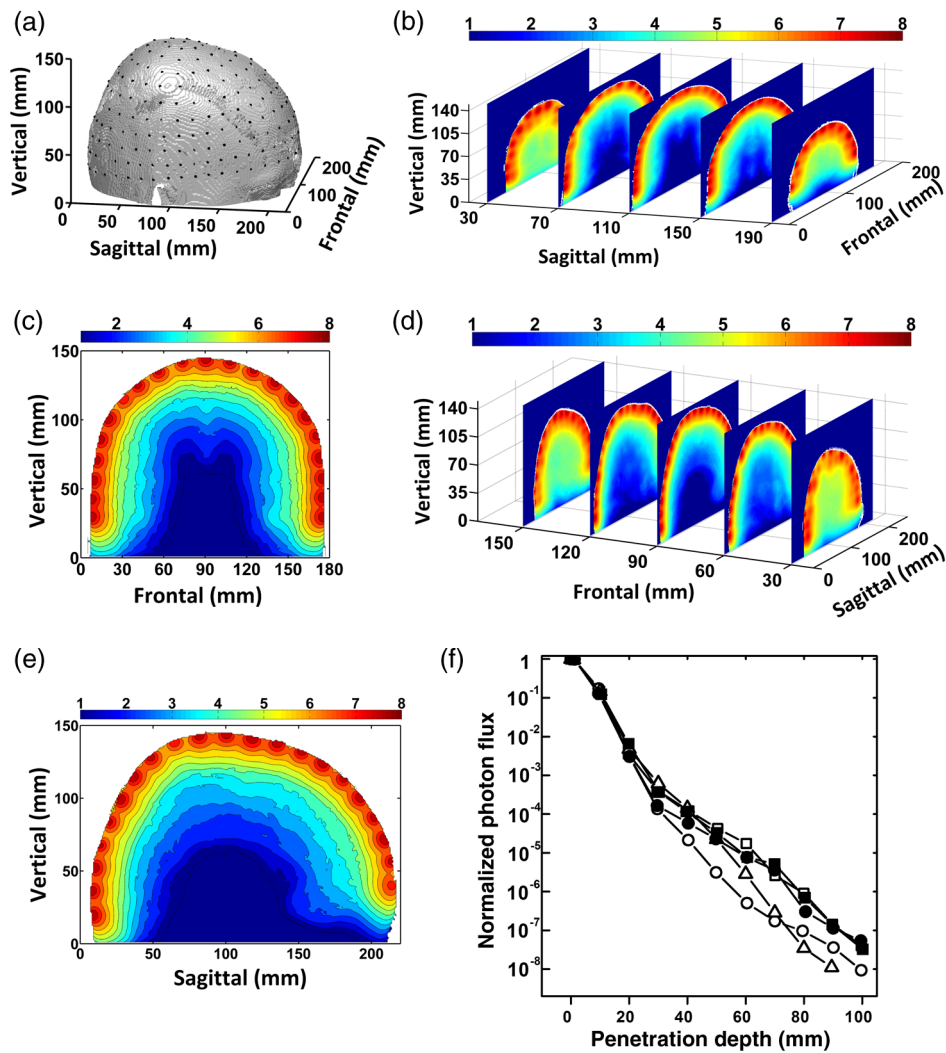 (a)
Vertical (mm)
200
150
100
50
0
0
50
100
150
200
0
100
200
Sagittal (mm)
Frontal (mm)
(b)
1 2 3 4 5 6 7 8
Vertical (mm)
140
105
70
35
0
30
70
110
150
190
0
100
200
Sagittal (mm)
Frontal (mm)
(c)
2 4 6 8
Vertical (mm)
150
100
50
0
0 30 60 90 120 150 180
Frontal (mm)
(d)
1 2 3 4 5 6 7 8
Vertical (mm)
140
105
70
35
0
150
120
90
60
30
0
100
200
Frontal (mm)
Sagittal (mm)
(e)
1 2 3 4 5 6 7 8
Vertical (mm)
150
100
50
0
0 50 100 150 200
Sagittal (mm)
(f)
Normalized photon flux
1
10-1
10-2
10-3
10-4
10-5
10-6
10-7
10-8
0 20 40 60 80 100
Penetration depth (mm)